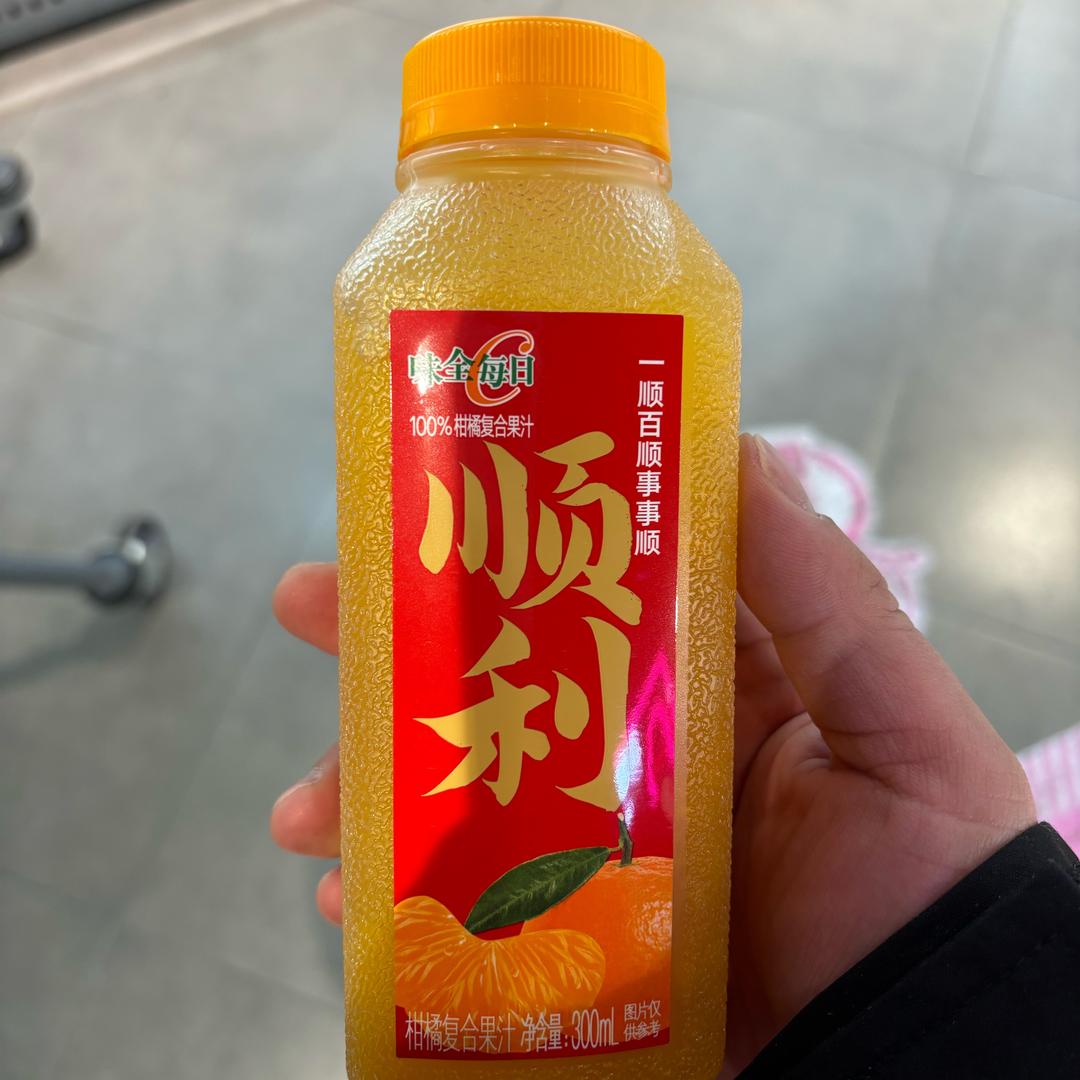 味全每日C
100%柑橘复合果汁
一顺百顺事事顺
顺利
柑橘复合果汁 净含量:300mL
图片仅
供参考